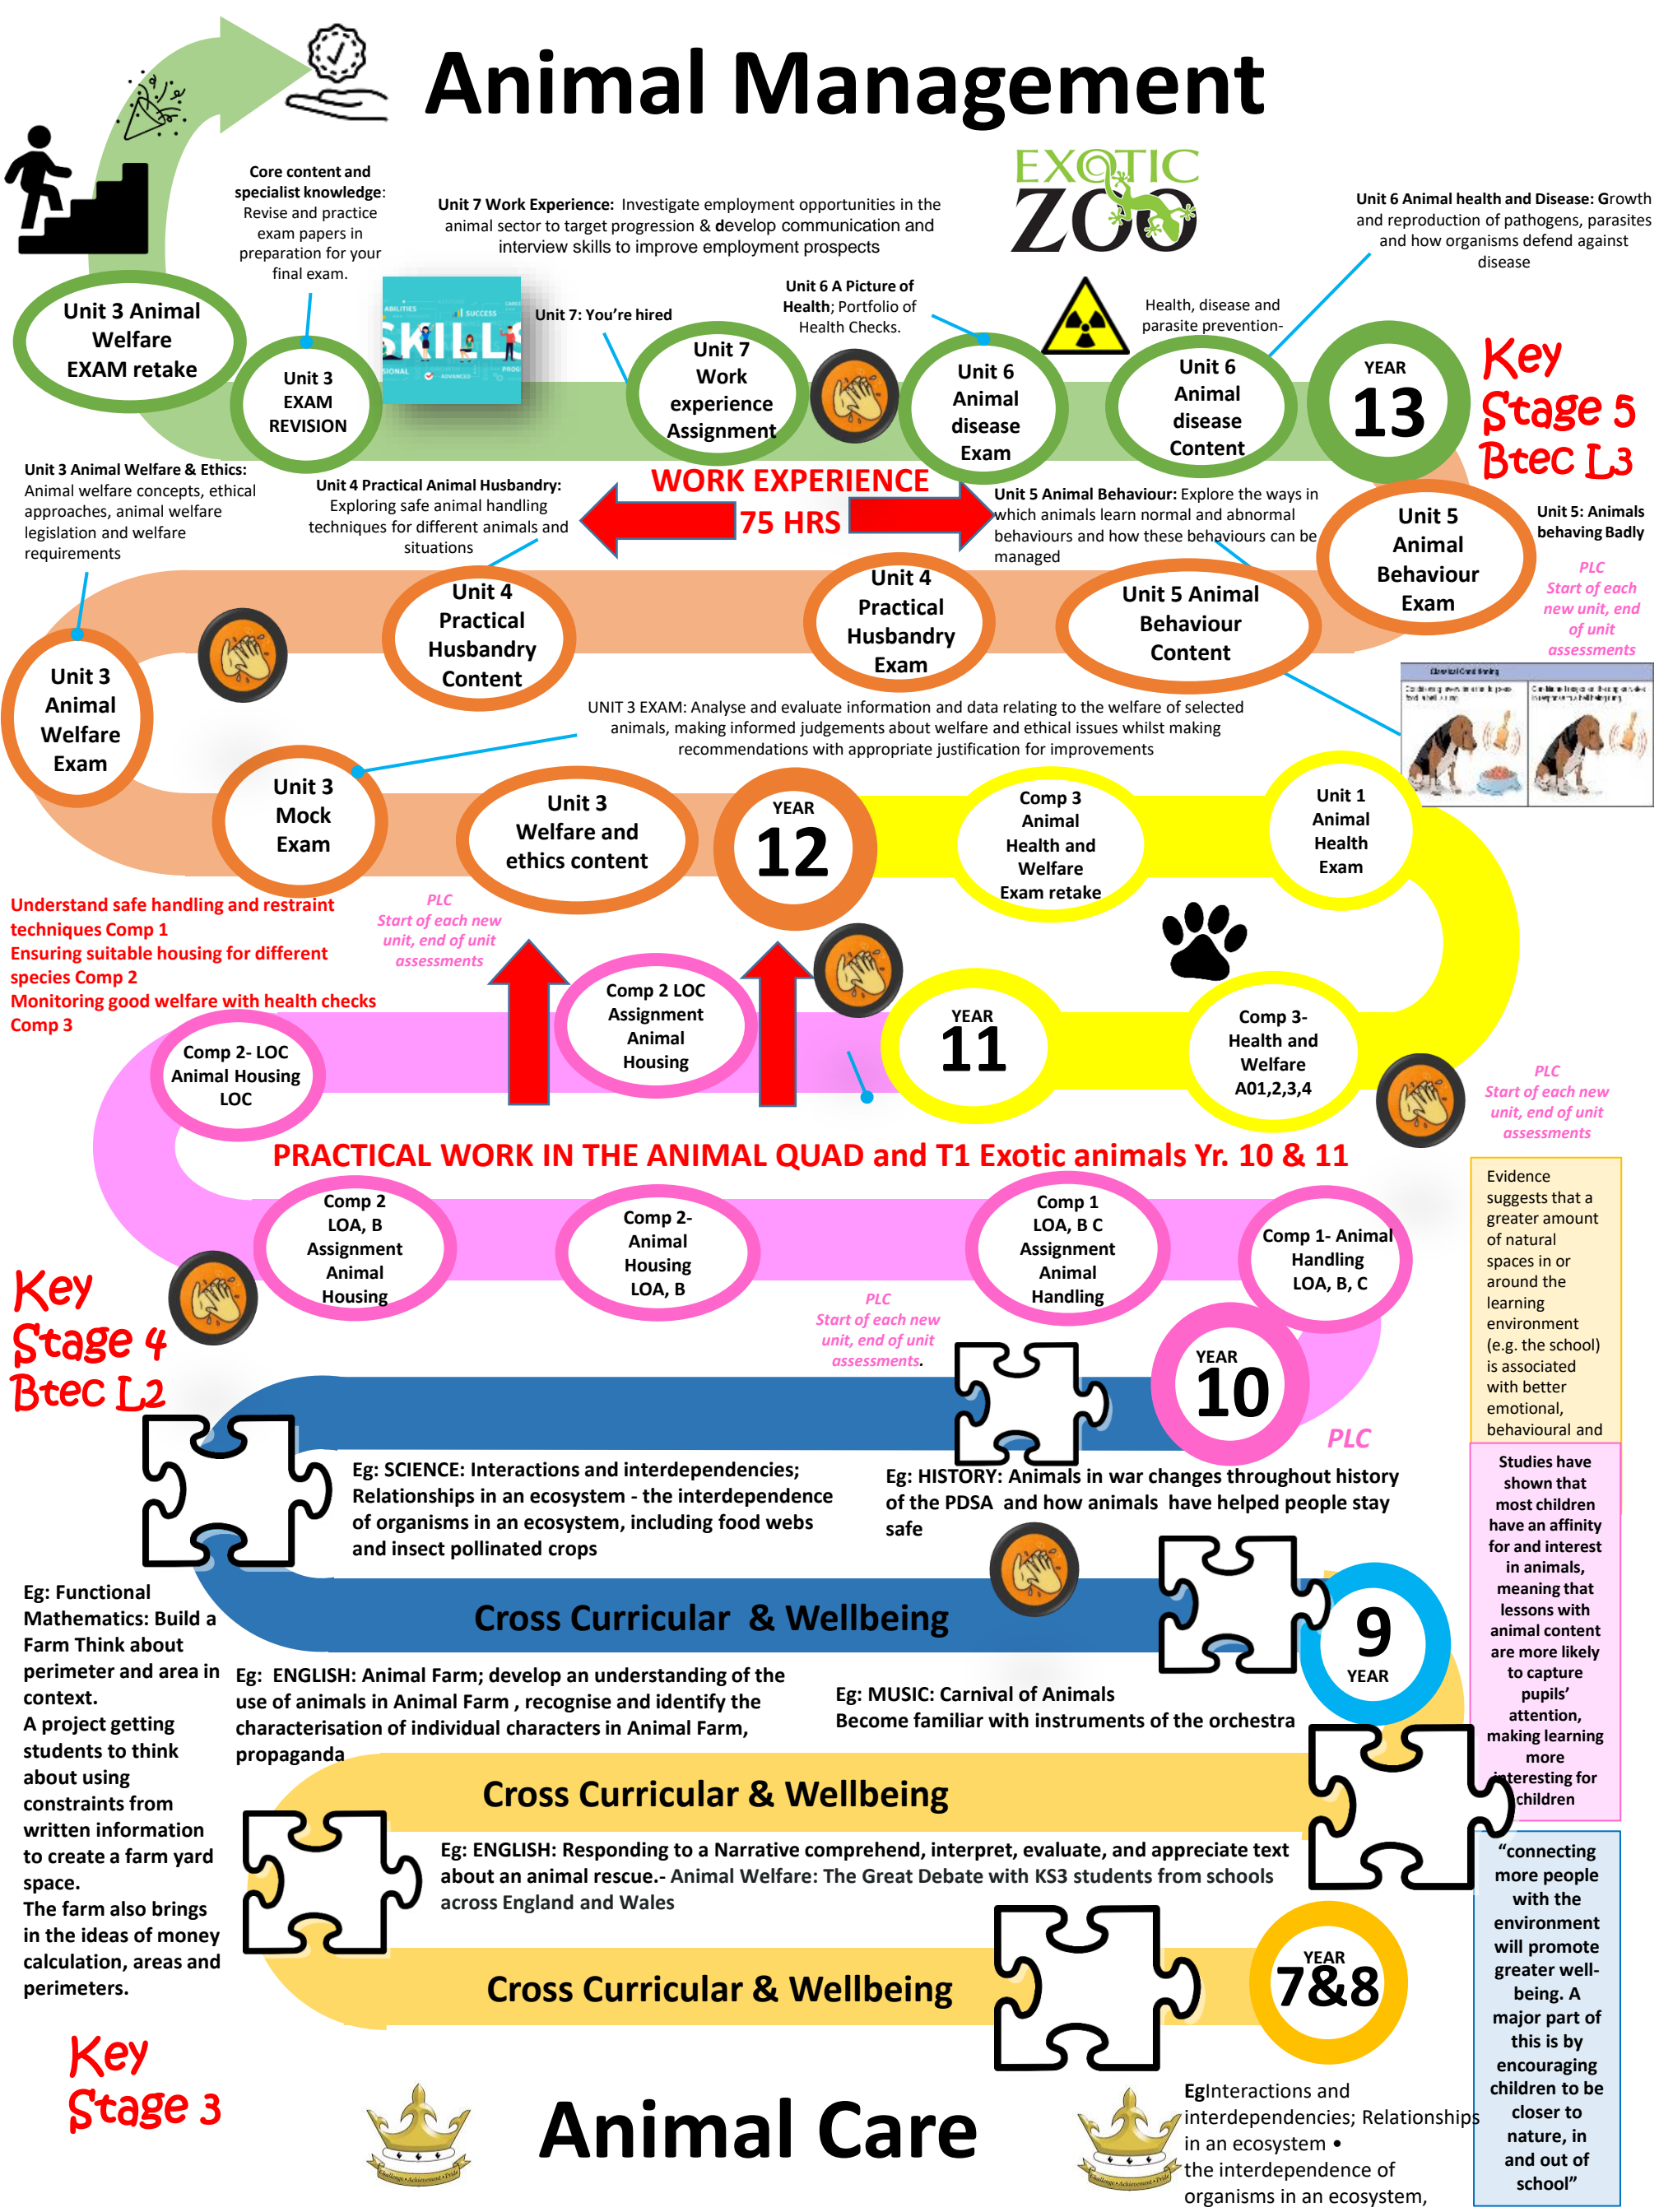 Animal Management
EXOTIC
ZOO
Core content and
specialist knowledge:
Revise and practice
exam papers in
preparation for your
final exam.
Unit 7 Work Experience: Investigate employment opportunities in the
animal sector to target progression & develop communication and
interview skills to improve employment prospects
Unit 6 Animal health and Disease: Growth
and reproduction of pathogens, parasites
and how organisms defend against
disease
Unit 6 A Picture of
Health; Portfolio of
Health Checks.
Health, disease and
parasite prevention-
Unit 7: You're hired
ABILITIES
SUCCESS
SKILLS
ADVANCED
Unit 3 Animal
Welfare
EXAM retake
Unit 3
EXAM
REVISION
Unit 7
Work
experience
Assignment
Unit 6
Animal
disease
Exam
Unit 6
Animal
disease
Content
YEAR
13
Key
Stage 5
Btec L3
Unit 3 Animal Welfare & Ethics:
Animal welfare concepts, ethical
approaches, animal welfare
legislation and welfare
requirements
Unit 4 Practical Animal Husbandry:
Exploring safe animal handling
techniques for different animals and
situations
WORK EXPERIENCE
75 HRS
Unit 5 Animal Behaviour: Explore the ways in
which animals learn normal and abnormal
behaviours and how these behaviours can be
managed
Unit 5
Animal
Behaviour
Exam
Unit 5: Animals
behaving Badly
PLC
Start of each
new unit, end
of unit
assessments
Unit 4
Practical
Husbandry
Content
Unit 4
Practical
Husbandry
Exam
Unit 5 Animal
Behaviour
Content
Unit 3
Animal
Welfare
Exam
Classical Conditioning
UNIT 3 EXAM: Analyse and evaluate information and data relating to the welfare of selected
animals, making informed judgements about welfare and ethical issues whilst making
recommendations with appropriate justification for improvements
Unit 3
Mock
Exam
Unit 3
Welfare and
ethics content
YEAR
12
Comp 3
Animal
Health and
Welfare
Exam retake
Unit 1
Animal
Health
Exam
Understand safe handling and restraint
techniques Comp 1
Ensuring suitable housing for different
species Comp 2
Monitoring good welfare with health checks
Comp 3
PLC
Start of each new
unit, end of unit
assessments
Comp 2- LOC
Animal Housing
LOC
Comp 2 LOC
Assignment
Animal
Housing
YEAR
11
Comp 3-
Health and
Welfare
A01,2,3,4
PLC
Start of each new
unit, end of unit
assessments
PRACTICAL WORK IN THE ANIMAL QUAD and T1 Exotic animals Yr. 10 & 11
Comp 2
LOA, B
Assignment
Animal
Housing
Comp 2-
Animal
Housing
LOA, B
Comp 1
LOA, B C
Assignment
Animal
Handling
Comp 1- Animal
Handling
LOA, B, C
Evidence
suggests that a
greater amount
of natural
spaces in or
around the
learning
environment
(e.g. the school)
is associated
with better
emotional,
behavioural and
Key
Stage 4
Btec L2
PLC
Start of each new
unit, end of unit
assessments.
YEAR
10
PLC
Eg: SCIENCE: Interactions and interdependencies;
Relationships in an ecosystem - the interdependence
of organisms in an ecosystem, including food webs
and insect pollinated crops
Eg: HISTORY: Animals in war changes throughout history
of the PDSA and how animals have helped people stay
safe
Studies have
shown that
most children
have an affinity
for and interest
in animals,
meaning that
lessons with
animal content
are more likely
to capture
pupils'
attention,
making learning
more
interesting for
children
Eg: Functional
Mathematics: Build a
Farm Think about
perimeter and area in
context.
A project getting
students to think
about using
constraints from
written information
to create a farm yard
space.
The farm also brings
in the ideas of money
calculation, areas and
perimeters.
Cross Curricular & Wellbeing
9
YEAR
Eg: ENGLISH: Animal Farm; develop an understanding of the
use of animals in Animal Farm , recognise and identify the
characterisation of individual characters in Animal Farm,
propaganda
Eg: MUSIC: Carnival of Animals
Become familiar with instruments of the orchestra
Cross Curricular & Wellbeing
Eg: ENGLISH: Responding to a Narrative comprehend, interpret, evaluate, and appreciate text
about an animal rescue.- Animal Welfare: The Great Debate with KS3 students from schools
across England and Wales
"connecting
more people
with the
environment
will promote
greater well-
being. A
major part of
this is by
encouraging
children to be
closer to
nature, in
and out of
school"
Cross Curricular & Wellbeing
YEAR
7&8
Key
Stage 3
Animal Care
Challenge • Achievement • Pride
Challenge • Achievement • Pride
EgInteractions and
interdependencies; Relationships
in an ecosystem •
the interdependence of
organisms in an ecosystem,